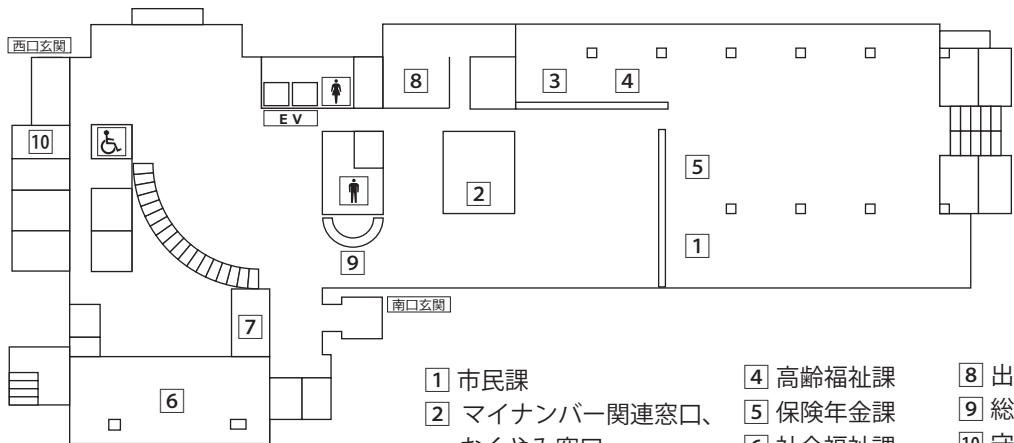 西口玄関
8
3
4
EV
10
5
2
1
9
南口玄関
7
6
1 市民課
2 マイナンバー関連窓口、
4 高齢福祉課
5 保険年金課
8 出
9 総